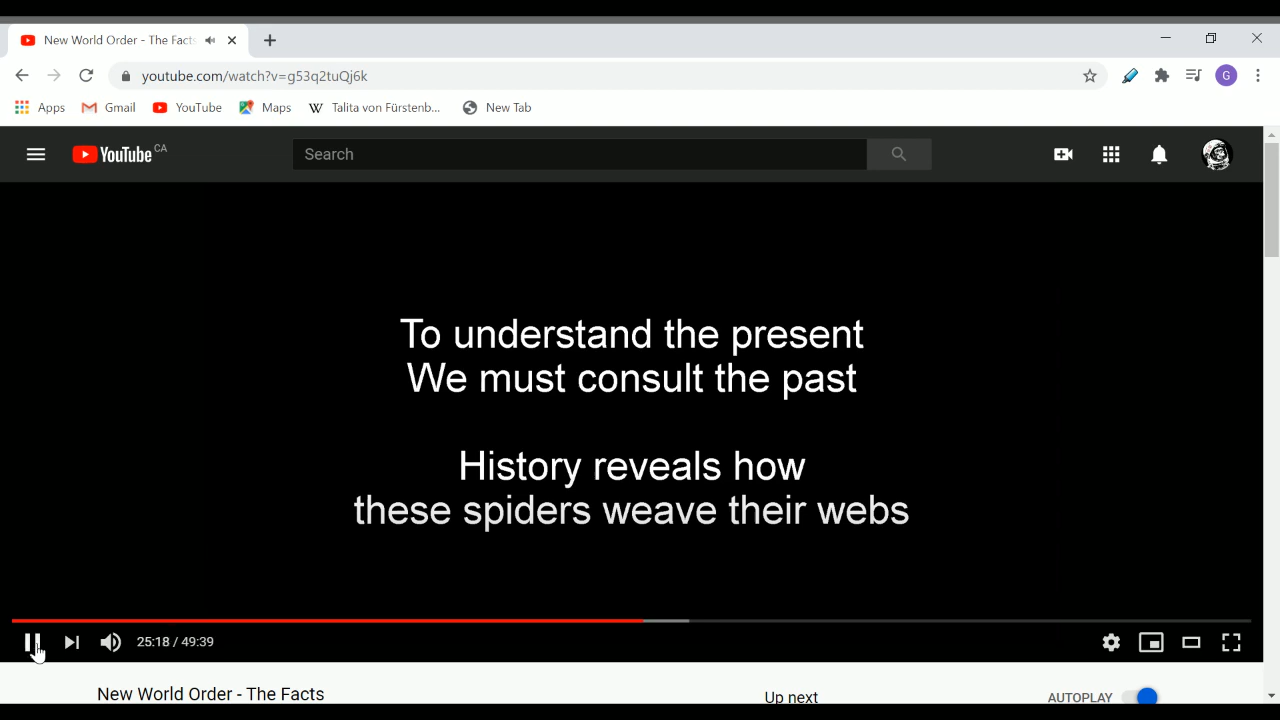 New World Order - The Facts
youtube.com/watch?v=g53q2tuQj6k
Apps Gmail YouTube Maps Talita von Fürstenb... New Tab
YouTube CA Search
To understand the present
We must consult the past
History reveals how
these spiders weave their webs
25:18 / 49:39
New World Order - The Facts Up next AUTOPLAY